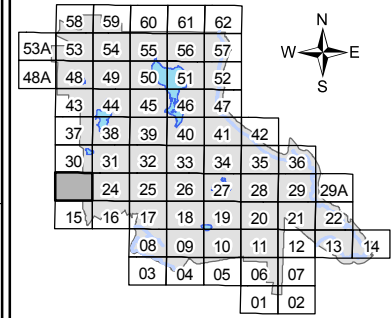 58 59 60 61 62
N
53A 53 54 55 56 57
W E
48A 48 49 50 51 52
S
43 44 45 46 47
37 38 39 40 41 42
30 31 32 33 34 35 36
24 25 26 27 28 29 29A
15 16 17 18 19 20 21 22
08 09 10 11 12 13 14
03 04 05 06 07
01 02